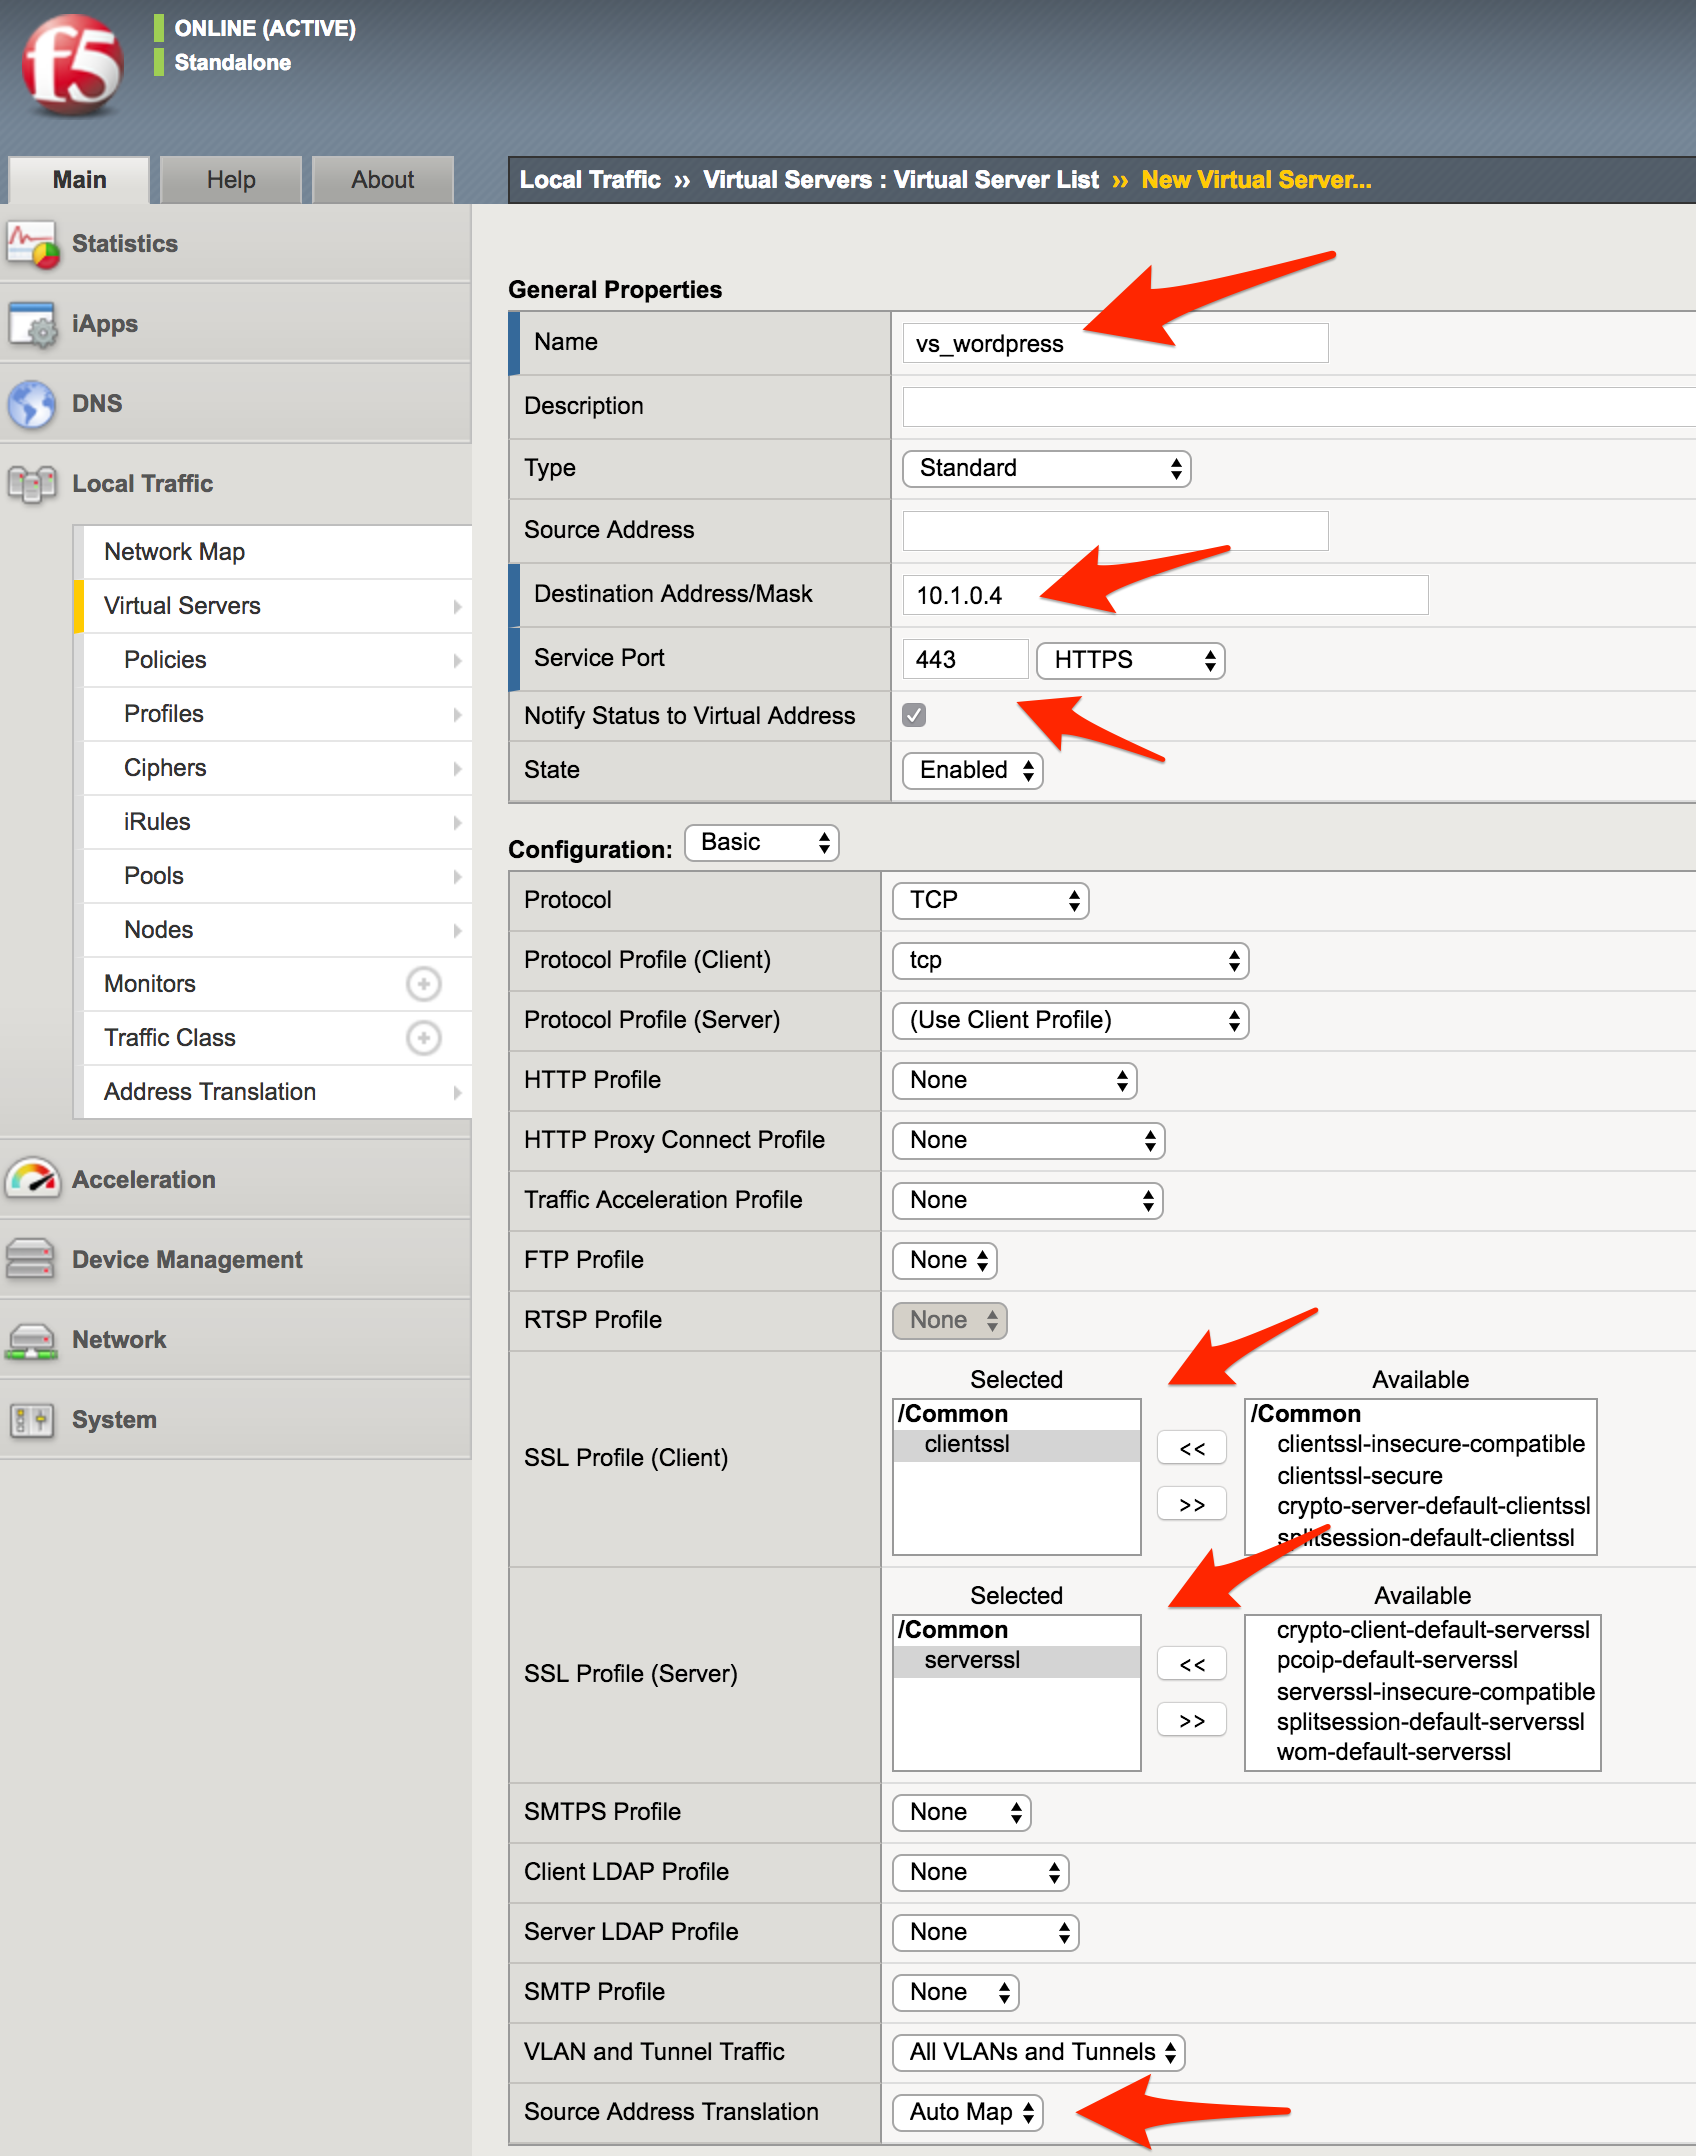 f5
ONLINE (ACTIVE)
Standalone
Main
Help
About
Local Traffic ›› Virtual Servers : Virtual Server List ›› New Virtual Server...
Statistics
iApps
DNS
Local Traffic
Network Map
Virtual Servers
Policies
Profiles
Ciphers
iRules
Pools
Nodes
Monitors
Traffic Class
Address Translation
Acceleration
Device Management
Network
System
General Properties
Name vs_wordpress
Description
Type Standard
Source Address
Destination Address/Mask 10.1.0.4
Service Port 443 HTTPS
Notify Status to Virtual Address
State Enabled
Configuration: Basic
Protocol TCP
Protocol Profile (Client) tcp
Protocol Profile (Server) (Use Client Profile)
HTTP Profile None
HTTP Proxy Connect Profile None
Traffic Acceleration Profile None
FTP Profile None
RTSP Profile None
SSL Profile (Client)
Selected
/Common
clientssl
<<
>>
Available
/Common
clientssl-insecure-compatible
clientssl-secure
crypto-server-default-clientssl
splitsession-default-clientssl
SSL Profile (Server)
Selected
/Common
serverssl
<<
>>
Available
crypto-client-default-serverssl
pcoip-default-serverssl
serverssl-insecure-compatible
splitsession-default-serverssl
wom-default-serverssl
SMTPS Profile None
Client LDAP Profile None
Server LDAP Profile None
SMTP Profile None
VLAN and Tunnel Traffic All VLANs and Tunnels
Source Address Translation Auto Map